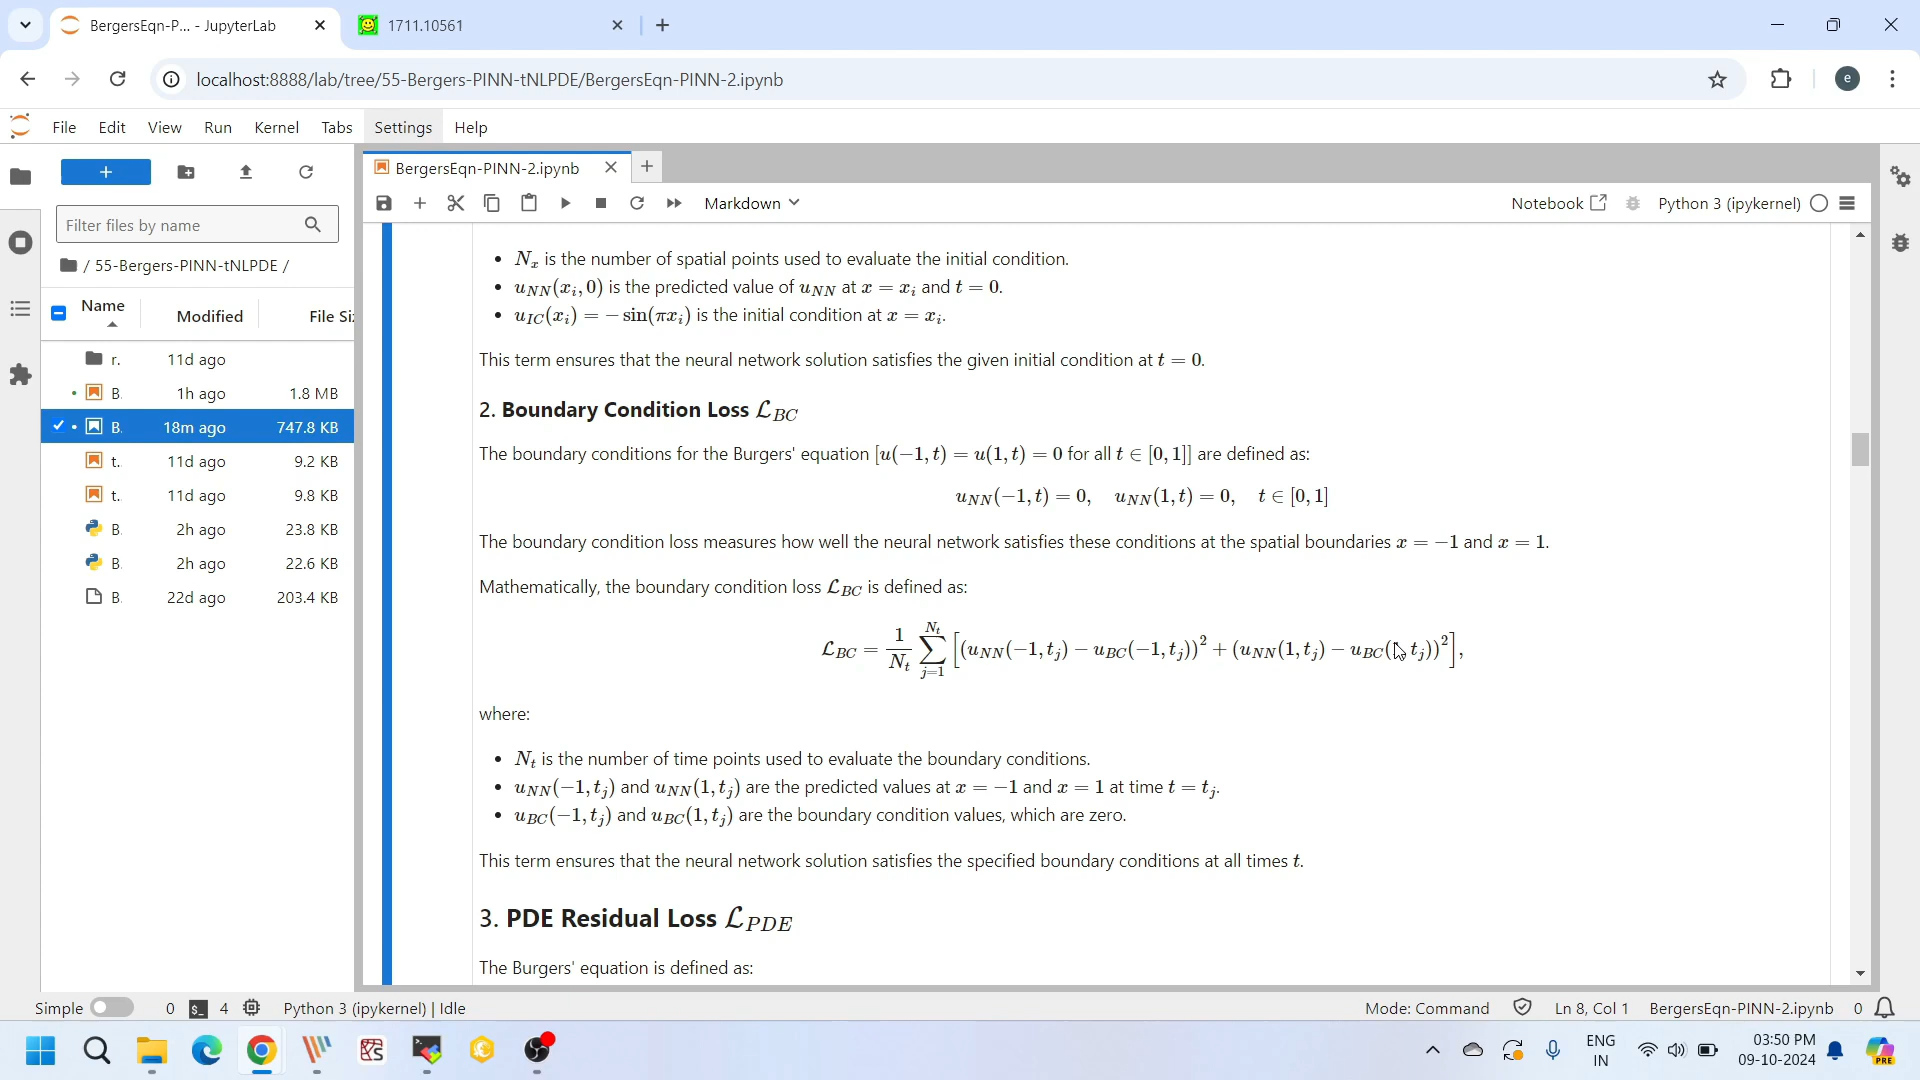 BergersEqn-P... - JupyterLab
1711.10561
localhost:8888/lab/tree/55-Bergers-PINN-tNLPDE/BergersEqn-PINN-2.ipynb
e
File Edit View Run Kernel Tabs Settings Help
BergersEqn-PINN-2.ipynb
Markdown
Notebook
Python 3 (ipykernel)
Filter files by name
/ 55-Bergers-PINN-tNLPDE /
Name Modified File Siz
r. 11d ago
B. 1h ago 1.8 MB
B. 18m ago 747.8 KB
t. 11d ago 9.2 KB
t. 11d ago 9.8 KB
B. 2h ago 23.8 KB
B. 2h ago 22.6 KB
B. 22d ago 203.4 KB
• N_x is the number of spatial points used to evaluate the initial condition.
• u_NN(x_i, 0) is the predicted value of u_NN at x = x_i and t = 0.
• u_IC(x_i) = − sin(πx_i) is the initial condition at x = x_i.
This term ensures that the neural network solution satisfies the given initial condition at t = 0.
2. Boundary Condition Loss ℒ_BC
The boundary conditions for the Burgers' equation [u(−1, t) = u(1, t) = 0 for all t ∈ [0, 1]] are defined as:
u_NN(−1, t) = 0, u_NN(1, t) = 0, t ∈ [0, 1]
The boundary condition loss measures how well the neural network satisfies these conditions at the spatial boundaries x = −1 and x = 1.
Mathematically, the boundary condition loss ℒ_BC is defined as:
ℒ_BC = 1/N_t ∑_{j=1}^{N_t} [(u_NN(−1, t_j) − u_BC(−1, t_j))² + (u_NN(1, t_j) − u_BC(1, t_j))²],
where:
• N_t is the number of time points used to evaluate the boundary conditions.
• u_NN(−1, t_j) and u_NN(1, t_j) are the predicted values at x = −1 and x = 1 at time t = t_j.
• u_BC(−1, t_j) and u_BC(1, t_j) are the boundary condition values, which are zero.
This term ensures that the neural network solution satisfies the specified boundary conditions at all times t.
3. PDE Residual Loss ℒ_PDE
The Burgers' equation is defined as:
Simple 0 $_ 4 Python 3 (ipykernel) | Idle
Mode: Command Ln 8, Col 1 BergersEqn-PINN-2.ipynb 0
ENG
IN
03:50 PM
09-10-2024
PRE